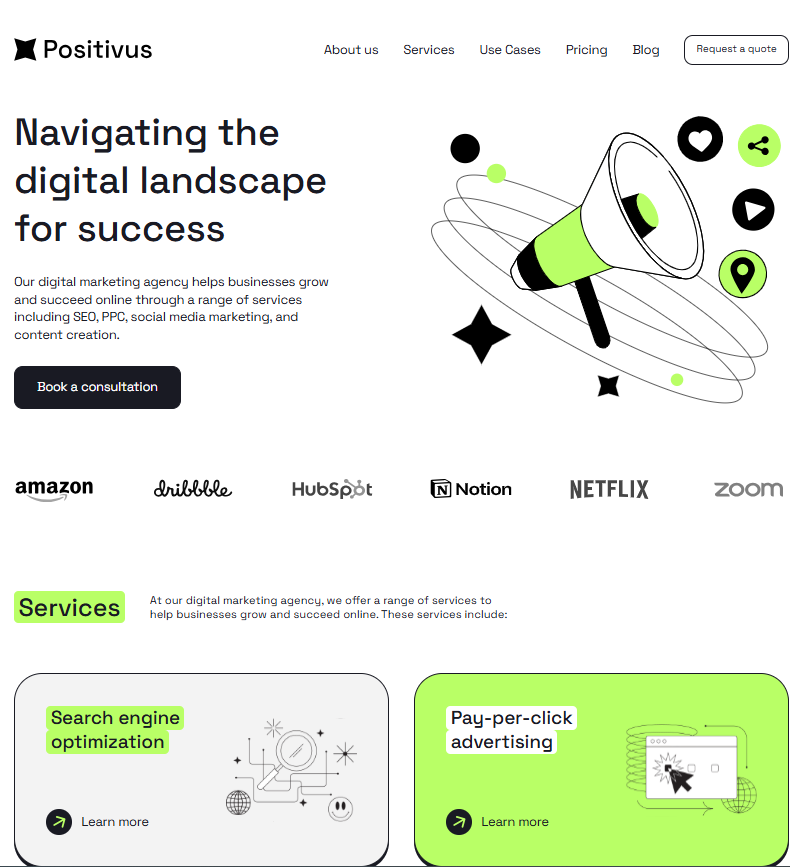 Positivus
About us Services Use Cases Pricing Blog Request a quote
Navigating the
digital landscape
for success
Our digital marketing agency helps businesses grow
and succeed online through a range of services
including SEO, PPC, social media marketing, and
content creation.
Book a consultation
amazon dribbble HubSpot Notion NETFLIX zoom
Services
At our digital marketing agency, we offer a range of services to
help businesses grow and succeed online. These services include:
Search engine
optimization
Learn more
Pay-per-click
advertising
Learn more